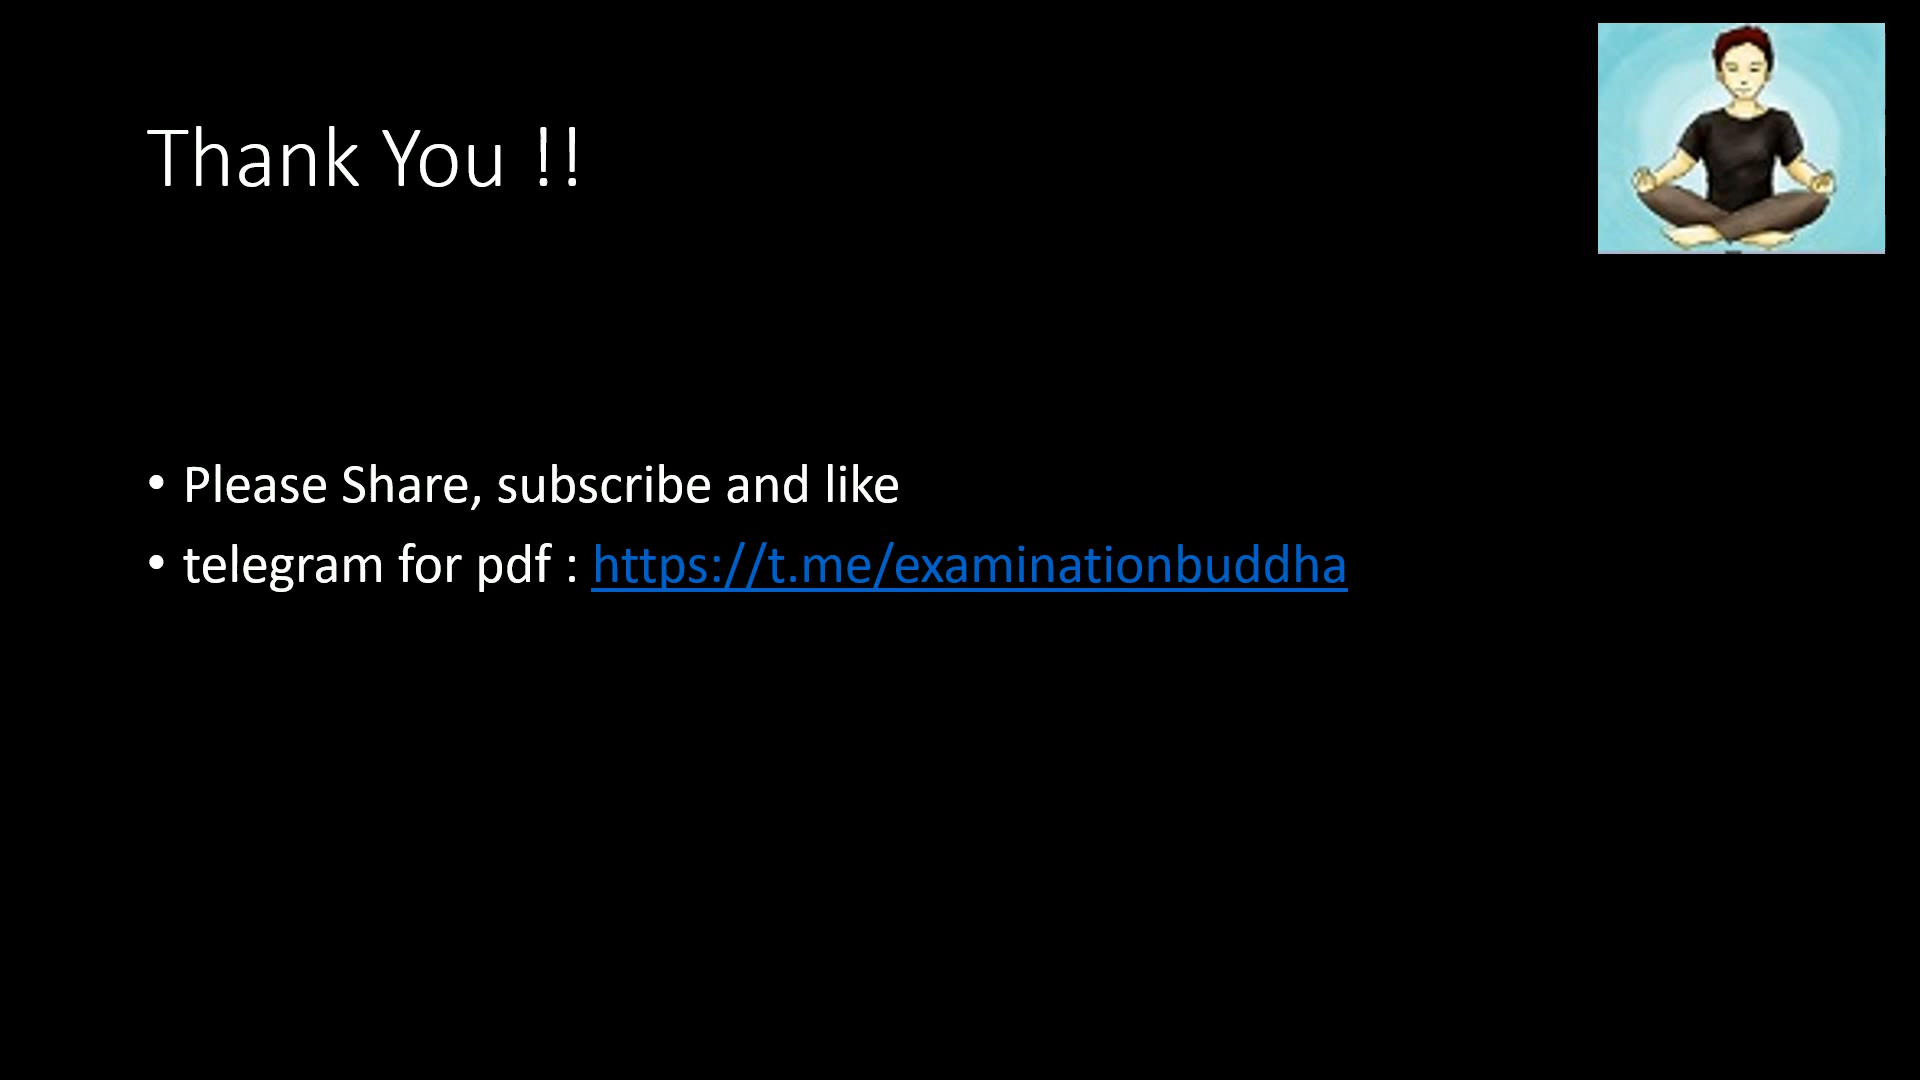 Thank You !!
• Please Share, subscribe and like
• telegram for pdf : https://t.me/examinationbuddha